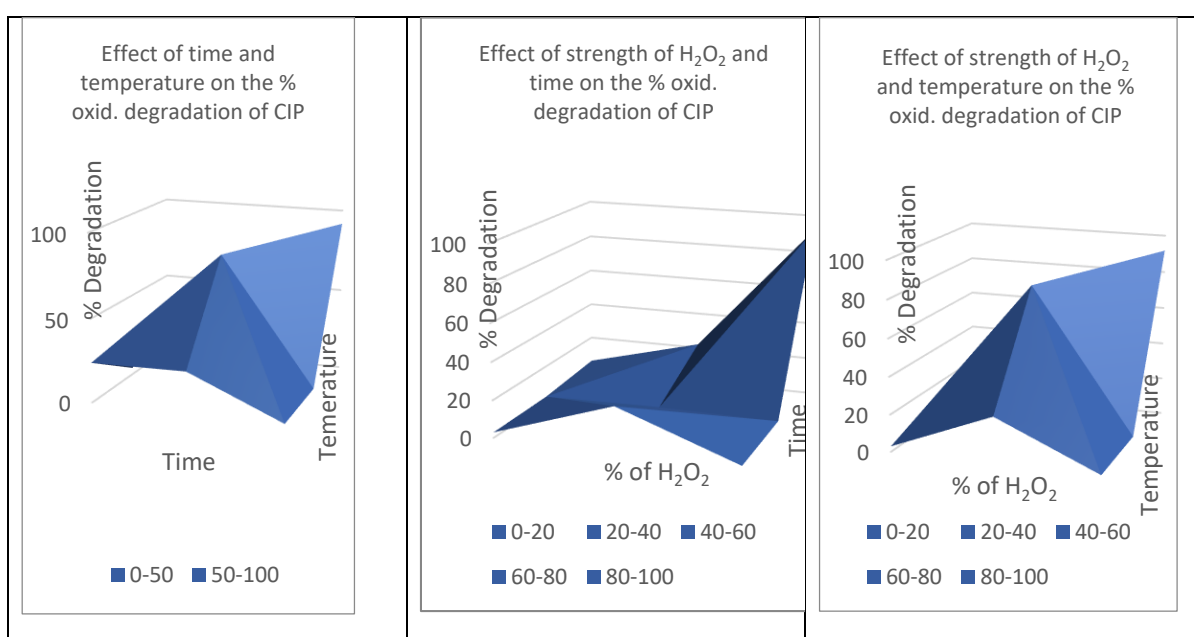 Effect of time and
temperature on the %
oxid. degradation of CIP
% Degradation
100
50
0
Time
Temerature
0-50 50-100
Effect of strength of H₂O₂ and
time on the % oxid.
degradation of CIP
% Degradation
100
80
60
40
20
0
% of H₂O₂
Time
0-20 20-40 40-60
60-80 80-100
Effect of strength of H₂O₂
and temperature on the %
oxid. degradation of CIP
% Degradation
100
80
60
40
20
0
% of H₂O₂
Temperature
0-20 20-40 40-60
60-80 80-100